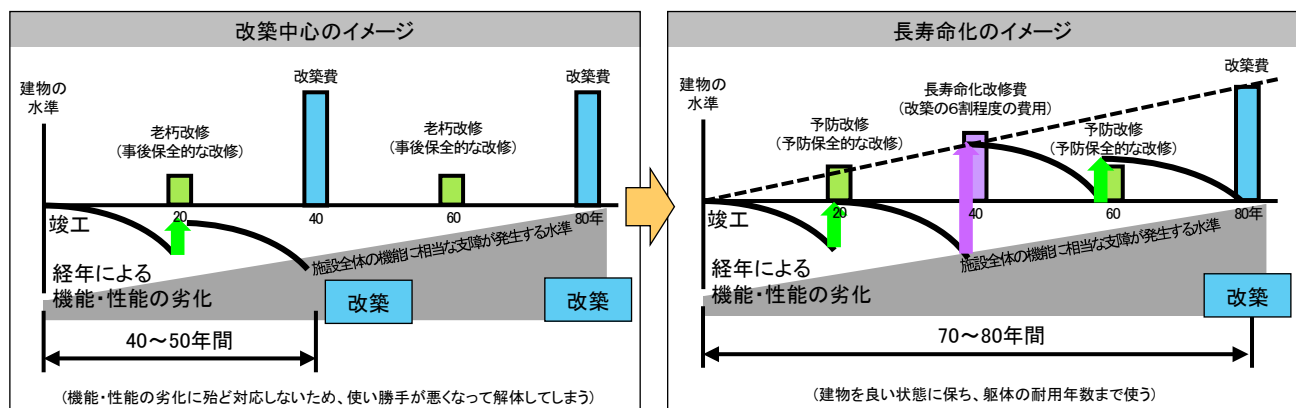 改築中心のイメージ
建物の
水準
改築費
改築費
老朽改修
(事後保全的な改修)
老朽改修
(事後保全的な改修)
竣工
20
40
60
80年
施設全体の機能に相当な支障が発生する水準
経年による
機能・性能の劣化
改築
改築
40～50年間
(機能・性能の劣化に殆ど対応しないため、使い勝手が悪くなって解体してしまう)
長寿命化のイメージ
建物の
水準
改築費
長寿命化改修費
(改築の6割程度の費用)
予防改修
(予防保全的な改修)
予防改修
(予防保全的な改修)
竣工
20
40
60
80年
施設全体の機能に相当な支障が発生する水準
経年による
機能・性能の劣化
改築
70～80年間
(建物を良い状態に保ち、躯体の耐用年数まで使う)